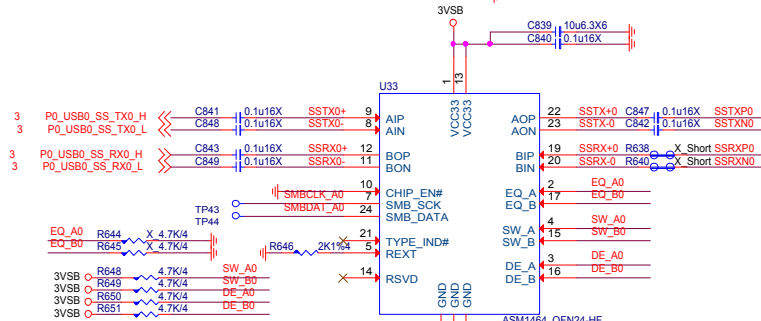 3VSB
C839 10u6.3X6
C840 0.1u16X
U33
1
13
VCC33
VCC33
3 P0_USB0_SS_TX0_H C841 0.1u16X SSTX0+ 9 AIP AOP 22 SSTX+0 C847 0.1u16X SSTXP0
3 P0_USB0_SS_TX0_L C848 0.1u16X SSTX0- 8 AIN AON 23 SSTX-0 C842 0.1u16X SSTXN0
3 P0_USB0_SS_RX0_H C843 0.1u16X SSRX0+ 12 BOP BIP 19 SSRX+0 R638 X_Short SSRXP0
3 P0_USB0_SS_RX0_L C849 0.1u16X SSRX0- 11 BON BIN 20 SSRX-0 R640 X_Short SSRXN0
10 CHIP_EN# EQ_A 2 EQ_A0
TP43 SMBCLK_A0 7 SMB_SCK EQ_B 17 EQ_B0
TP44 SMBDAT_A0 24 SMB_DATA
SW_A 4 SW_A0
SW_B 15 SW_B0
EQ_A0 R644 X_4.7K/4 21 TYPE_IND#
EQ_B0 R645 X_4.7K/4 R646 2K1%4 5 REXT
DE_A 3 DE_A0
3VSB R648 4.7K/4 SW_A0 14 RSVD DE_B 16 DE_B0
3VSB R649 4.7K/4 SW_B0
3VSB R650 4.7K/4 DE_A0
3VSB R651 4.7K/4 DE_B0
GND
GND
GND
ASM1464_QFN24-HF